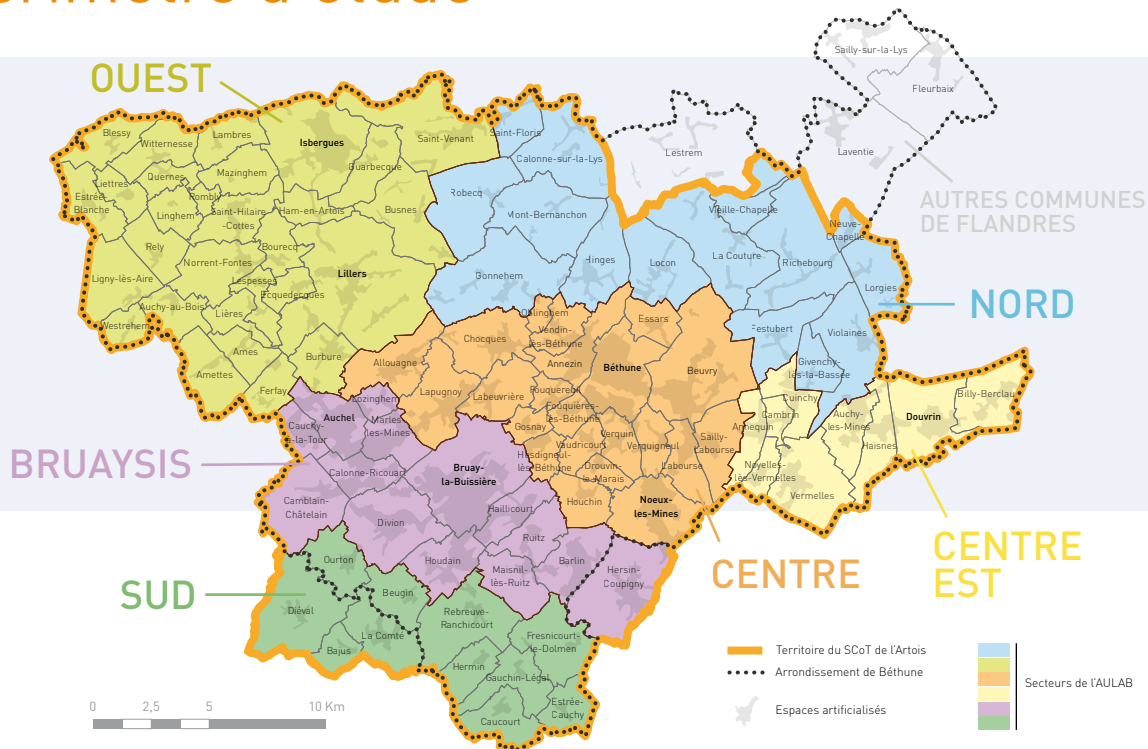 OUEST
NORD
BRUAYSIS
SUD
CENTRE
CENTRE
EST
AUTRES COMMUNES
DE FLANDRES
Sailly-sur-la-Lys
Fleurbaix
Laventie
Lestrem
Blessy
Witternesse
Lambres
Isbergues
Saint-Venant
Guarbecque
Mazinghem
Quernes
Liettres
Estrée-
Blanche
Rombly
Linghem
Saint-Hilaire
-Cottes
Ham-en-Artois
Busnes
Rely
Bourecq
Norrent-Fontes
Lespesses
Lillers
Ligny-lès-Aire
Ecquedecques
Auchy-au-Bois
Lières
Westrehem
Ames
Burbure
Amettes
Ferfay
Saint-Floris
Calonne-sur-la-Lys
Robecq
Mont-Bernanchon
Gonnehem
Hinges
Locon
Vieille-Chapelle
La Couture
Richebourg
Neuve-
Chapelle
Lorgies
Festubert
Violaines
Givenchy-
lès-la-Bassée
Oblinghem
Vendin-
lès-Béthune
Essars
Chocques
Allouagne
Annezin
Béthune
Beuvry
Lapugnoy
Labeuvrière
Fouquereuil
Fouquières-
lès-Béthune
Gosnay
Verquin
Vaudricourt
Verquigneul
Sailly-
Labourse
Hesdigneul-
lès-Béthune
Drouvin-
le-Marais
Labourse
Houchin
Noeux-
les-Mines
Cuinchy
Cambrin
Annequin
Auchy-
les-Mines
Douvrin
Billy-Berclau
Haisnes
Noyelles-
lès-Vermelles
Vermelles
Lozinghem
Auchel
Marles-
les-Mines
Cauchy-
à-la-Tour
Calonne-Ricouart
Bruay-
la-Buissière
Camblain-
Châtelain
Divion
Haillicourt
Ruitz
Houdain
Maisnil-
lès-Ruitz
Barlin
Hersin-
Coupigny
Ourton
Beugin
Diéval
La Comté
Bajus
Rebreuve-
Ranchicourt
Fresnicourt-
le-Dolmen
Hermin
Gauchin-Légal
Estrée-
Cauchy
Caucourt
0 2,5 5 10 Km
Territoire du SCoT de l'Artois
Arrondissement de Béthune
Espaces artificialisés
Secteurs de l'AULAB